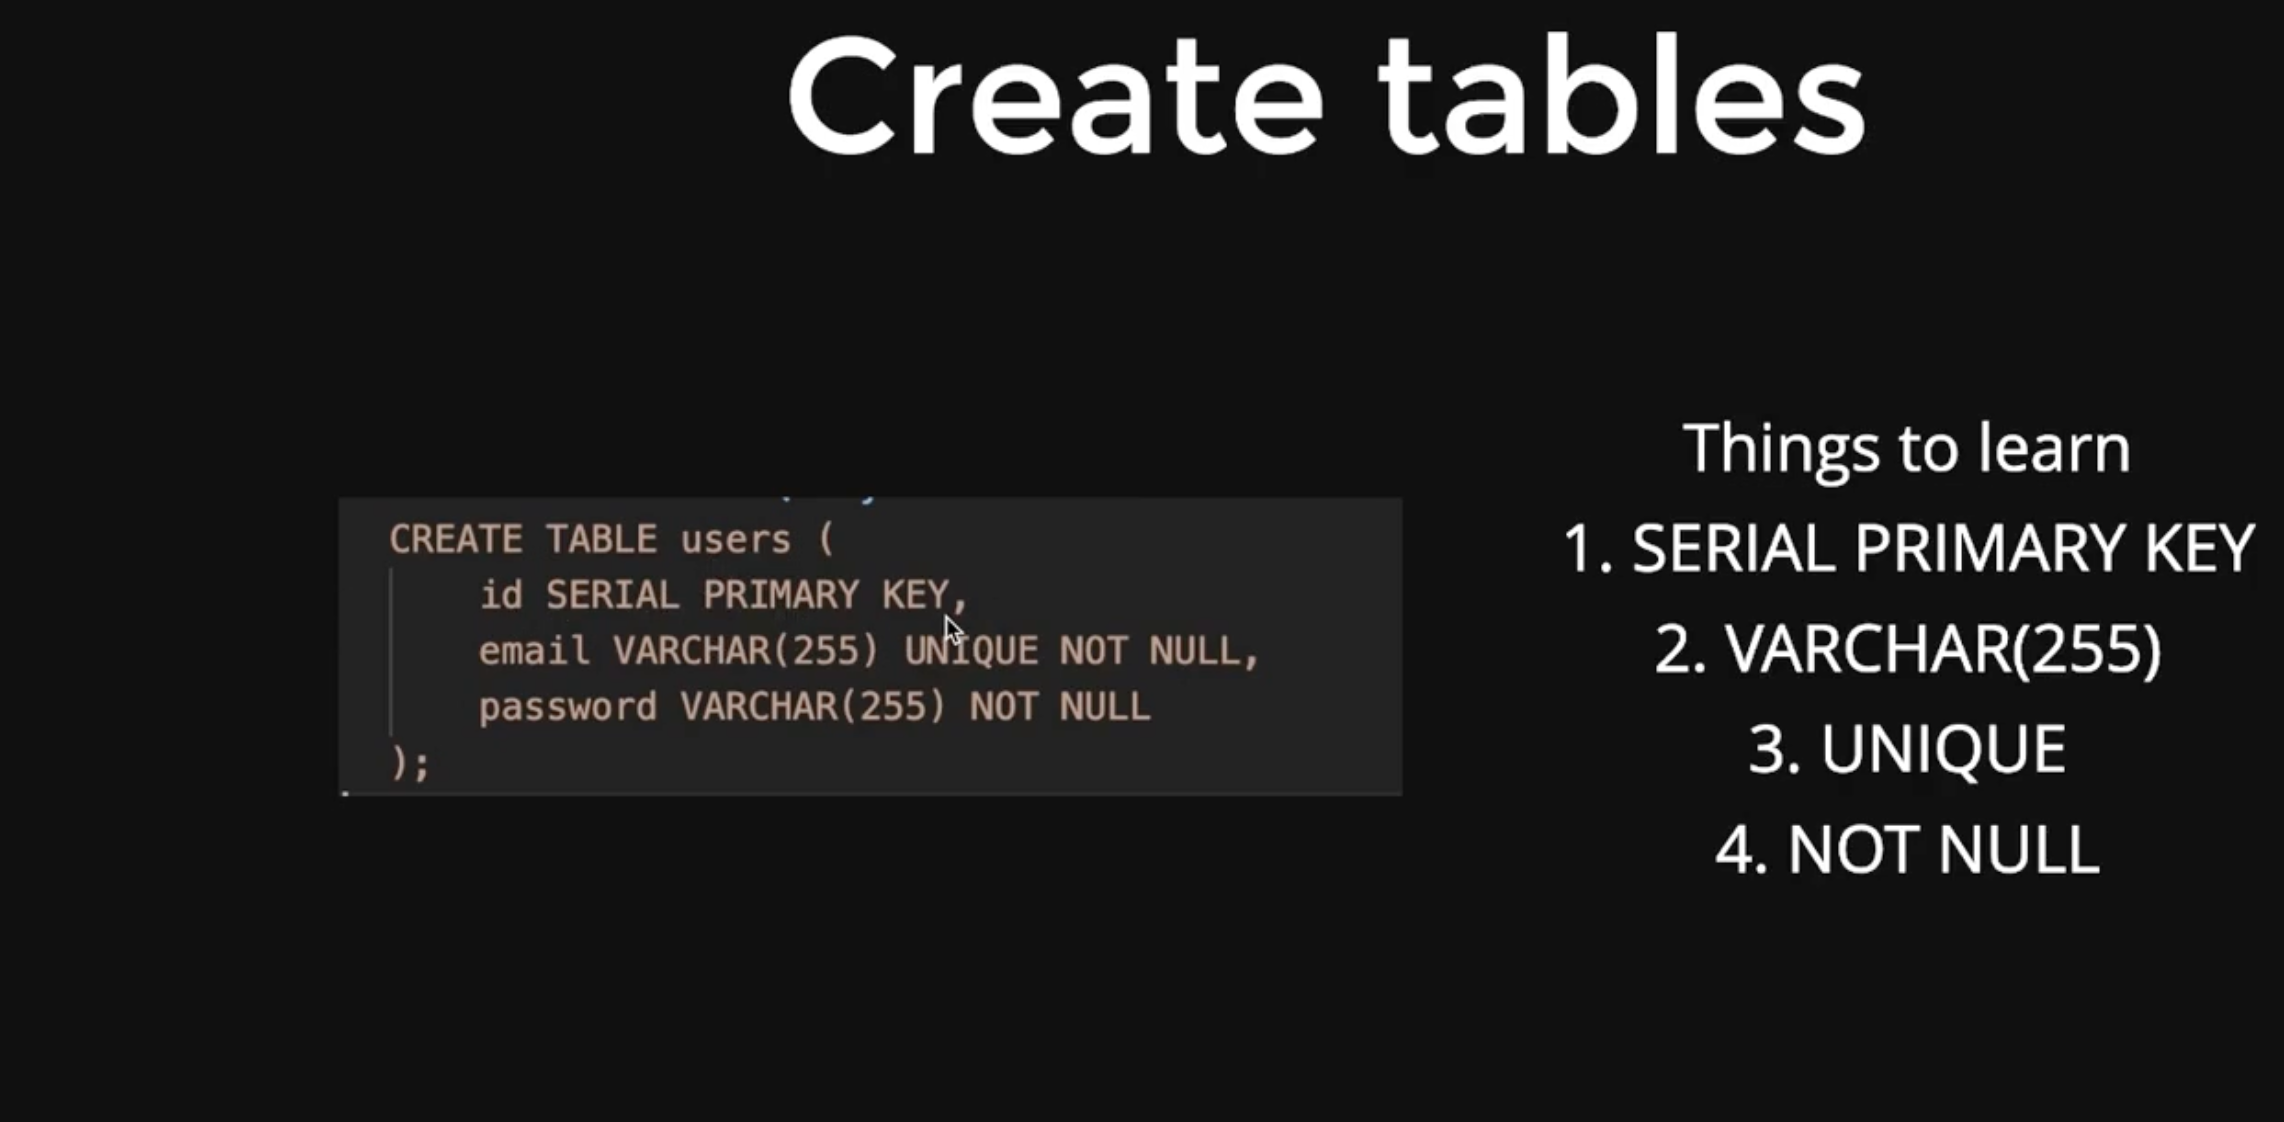 Create tables
CREATE TABLE users (
id SERIAL PRIMARY KEY,
email VARCHAR(255) UNIQUE NOT NULL,
password VARCHAR(255) NOT NULL
);
Things to learn
1. SERIAL PRIMARY KEY
2. VARCHAR(255)
3. UNIQUE
4. NOT NULL